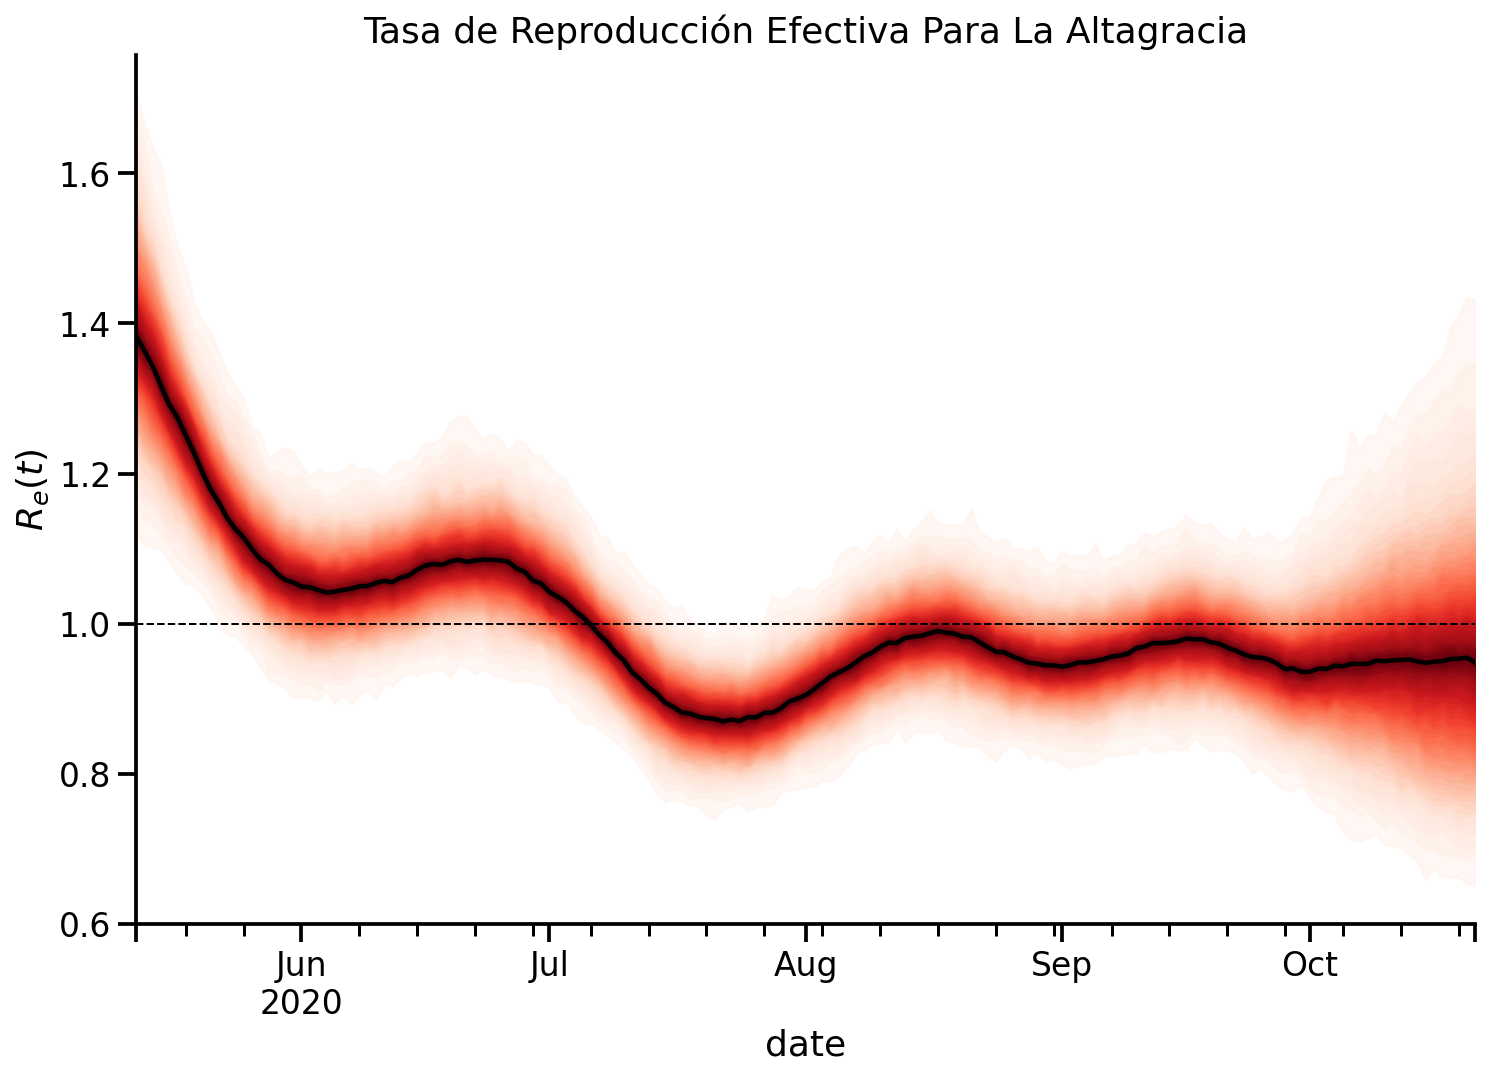 Tasa de Reproducción Efectiva Para La Altagracia
1.6
1.4
1.2
1.0
0.8
0.6
Re(t)
Jun
2020
Jul
Aug
Sep
Oct
date